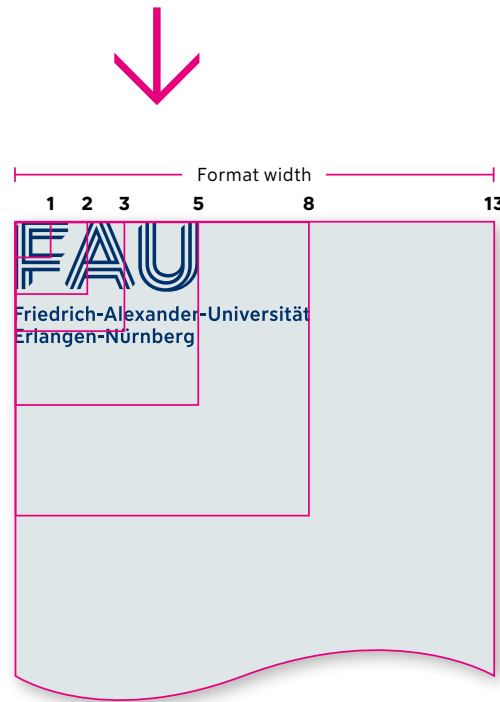 Format width
1 2 3 5 8 13
FAU
Friedrich-Alexander-Universität
Erlangen-Nürnberg